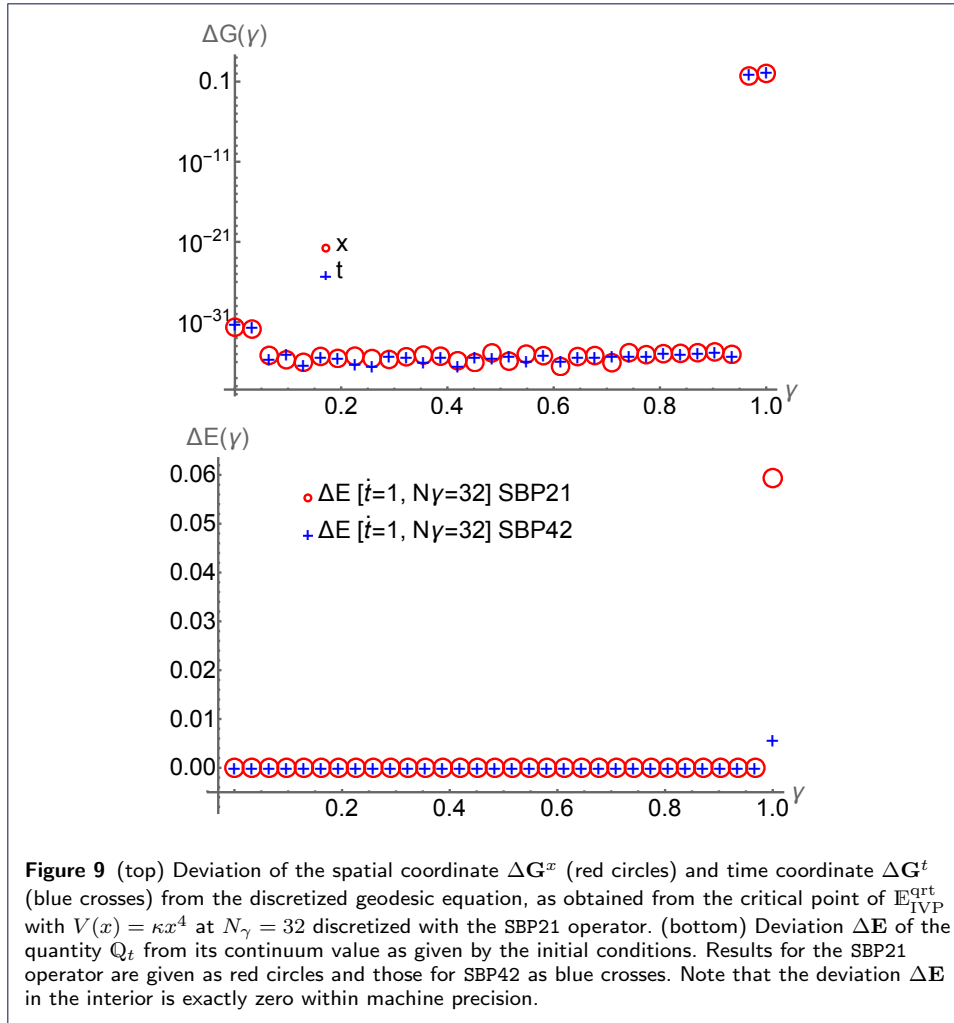 ΔG(γ)
0.1
10⁻¹¹
10⁻²¹
x
t
10⁻³¹
0.2 0.4 0.6 0.8 1.0 γ
ΔE(γ)
0.06
ΔE [ṫ=1, Nγ=32] SBP21
0.05
ΔE [ṫ=1, Nγ=32] SBP42
0.04
0.03
0.02
0.01
0.00
0.2 0.4 0.6 0.8 1.0 γ
Figure 9 (top) Deviation of the spatial coordinate ΔGˣ (red circles) and time coordinate ΔGᵗ
(blue crosses) from the discretized geodesic equation, as obtained from the critical point of 𝔼^qrt_IVP
with V(x) = κx⁴ at N_γ = 32 discretized with the SBP21 operator. (bottom) Deviation ΔE of the
quantity ℚ_t from its continuum value as given by the initial conditions. Results for the SBP21
operator are given as red circles and those for SBP42 as blue crosses. Note that the deviation ΔE
in the interior is exactly zero within machine precision.